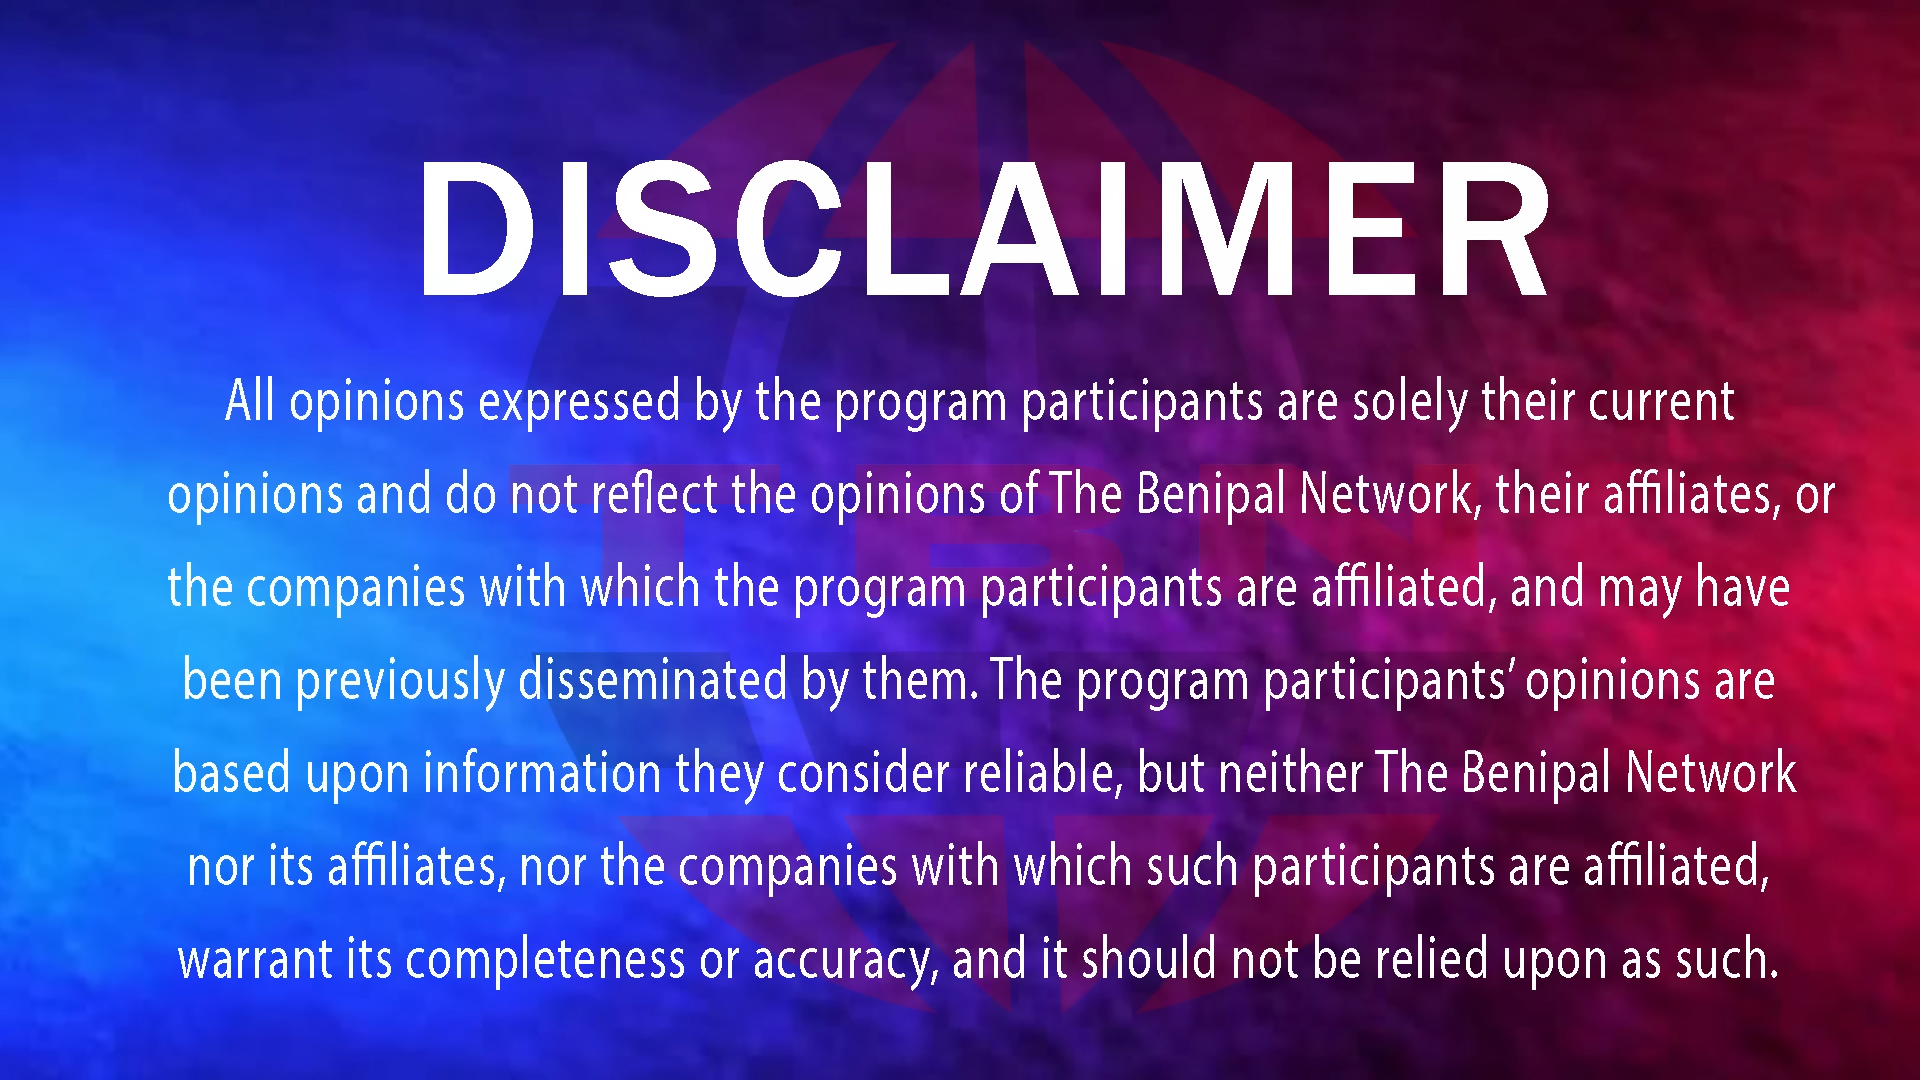 DISCLAIMER
All opinions expressed by the program participants are solely their current
opinions and do not reflect the opinions of The Benipal Network, their affiliates, or
the companies with which the program participants are affiliated, and may have
been previously disseminated by them. The program participants’ opinions are
based upon information they consider reliable, but neither The Benipal Network
nor its affiliates, nor the companies with which such participants are affiliated,
warrant its completeness or accuracy, and it should not be relied upon as such.
TBN